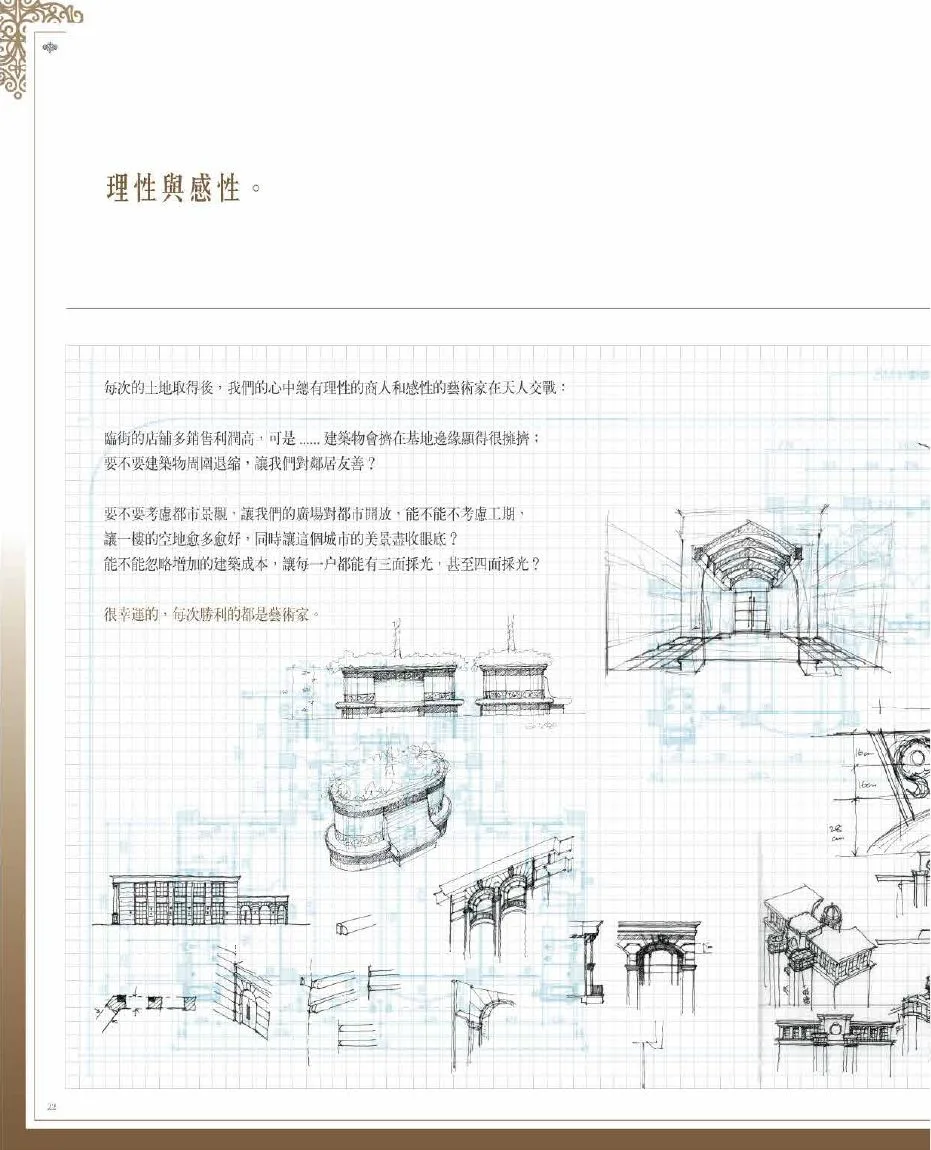 理性與感性。
每次的土地取得後，我們的心中總有理性的商人和感性的藝術家在天人交戰：
臨街的店舖多銷售利潤高，可是 ...... 建築物會擠在基地邊緣顯得很擁擠；
要不要建築物周圍退縮，讓我們對鄰居友善？
要不要考慮都市景觀，讓我們的廣場對都市開放，能不能不考慮工期，
讓一樓的空地愈多愈好，同時讓這個城市的美景盡收眼底？
能不能忽略增加的建築成本，讓每一户都能有三面採光，甚至四面採光？
很幸運的，每次勝利的都是藝術家。
16cm
16cm
28
cm
22